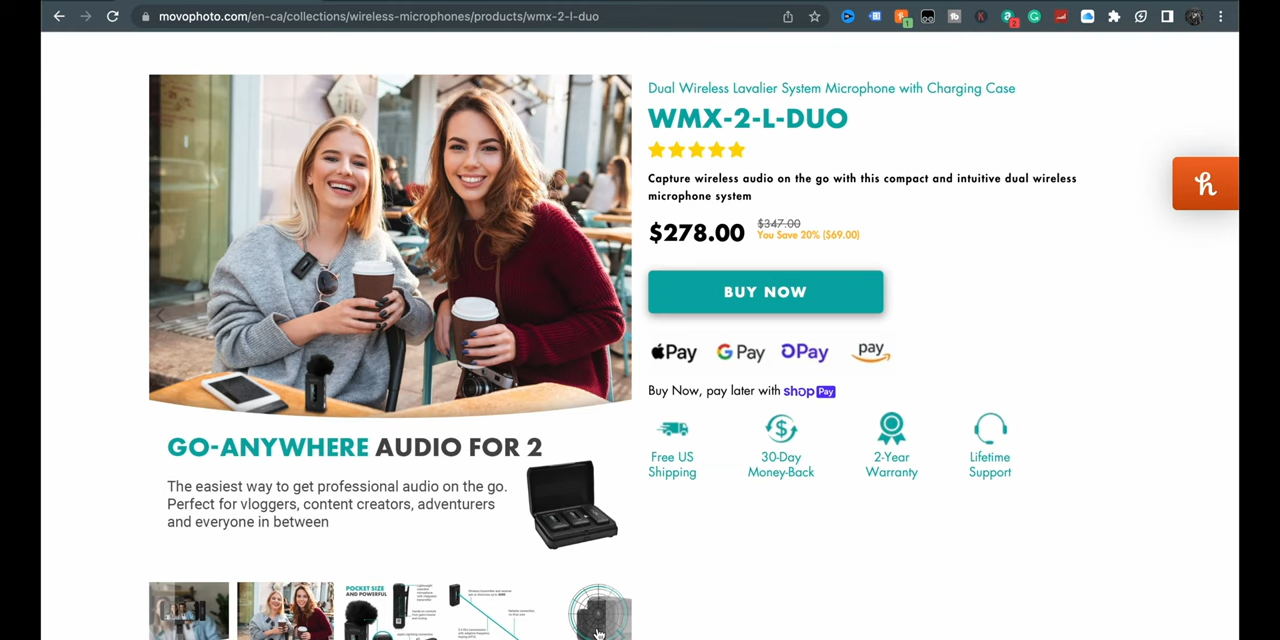 movophoto.com/en-ca/collections/wireless-microphones/products/wmx-2-l-duo
Dual Wireless Lavalier System Microphone with Charging Case
WMX-2-L-DUO
Capture wireless audio on the go with this compact and intuitive dual wireless
microphone system
$278.00 $347.00
You Save 20% ($69.00)
BUY NOW
Pay G Pay Pay pay
Buy Now, pay later with shop Pay
Free US
Shipping
30-Day
Money-Back
2-Year
Warranty
Lifetime
Support
GO-ANYWHERE AUDIO FOR 2
The easiest way to get professional audio on the go.
Perfect for vloggers, content creators, adventurers
and everyone in between
POCKET SIZE
AND POWERFUL